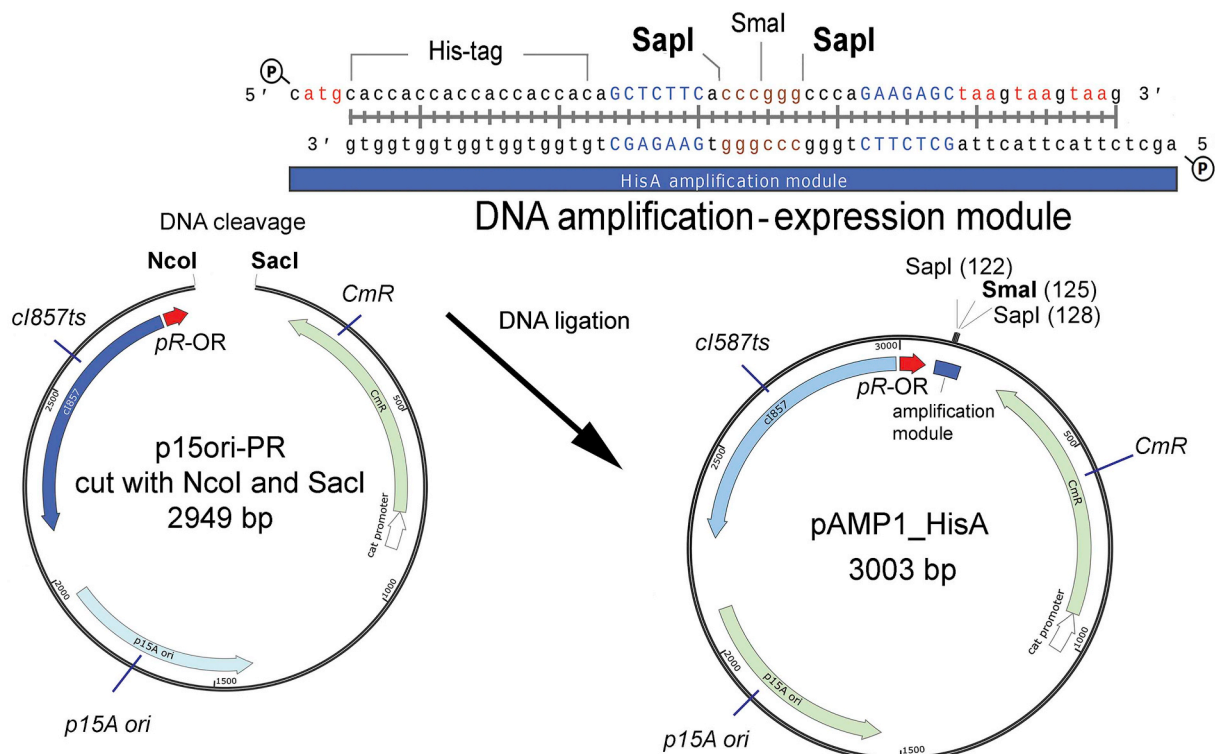 His-tag
SapI
SmaI
SapI
P
5′ catgcaccaccaccaccaccacaGCTCTTCacccgggcccaGAAGAGCtaagtaagtaag 3′
3′ gtggtggtggtggtggtgtCGAGAAGtgggcccgggtCTTCTCGattcattcattctcga 5
P
HisA amplification module
DNA amplification-expression module
DNA cleavage
NcoI
SacI
cI857ts
pR-OR
CmR
2500
cI857
CmR
500
p15ori-PR
cut with NcoI and SacI
2949 bp
cat promoter
2000
1000
p15A ori
1500
p15A ori
DNA ligation
SapI (122)
SmaI (125)
SapI (128)
cI587ts
3000
pR-OR
amplification
module
cI857
2500
500
CmR
CmR
pAMP1_HisA
3003 bp
cat promoter
1000
2000
p15A ori
p15A ori
1500